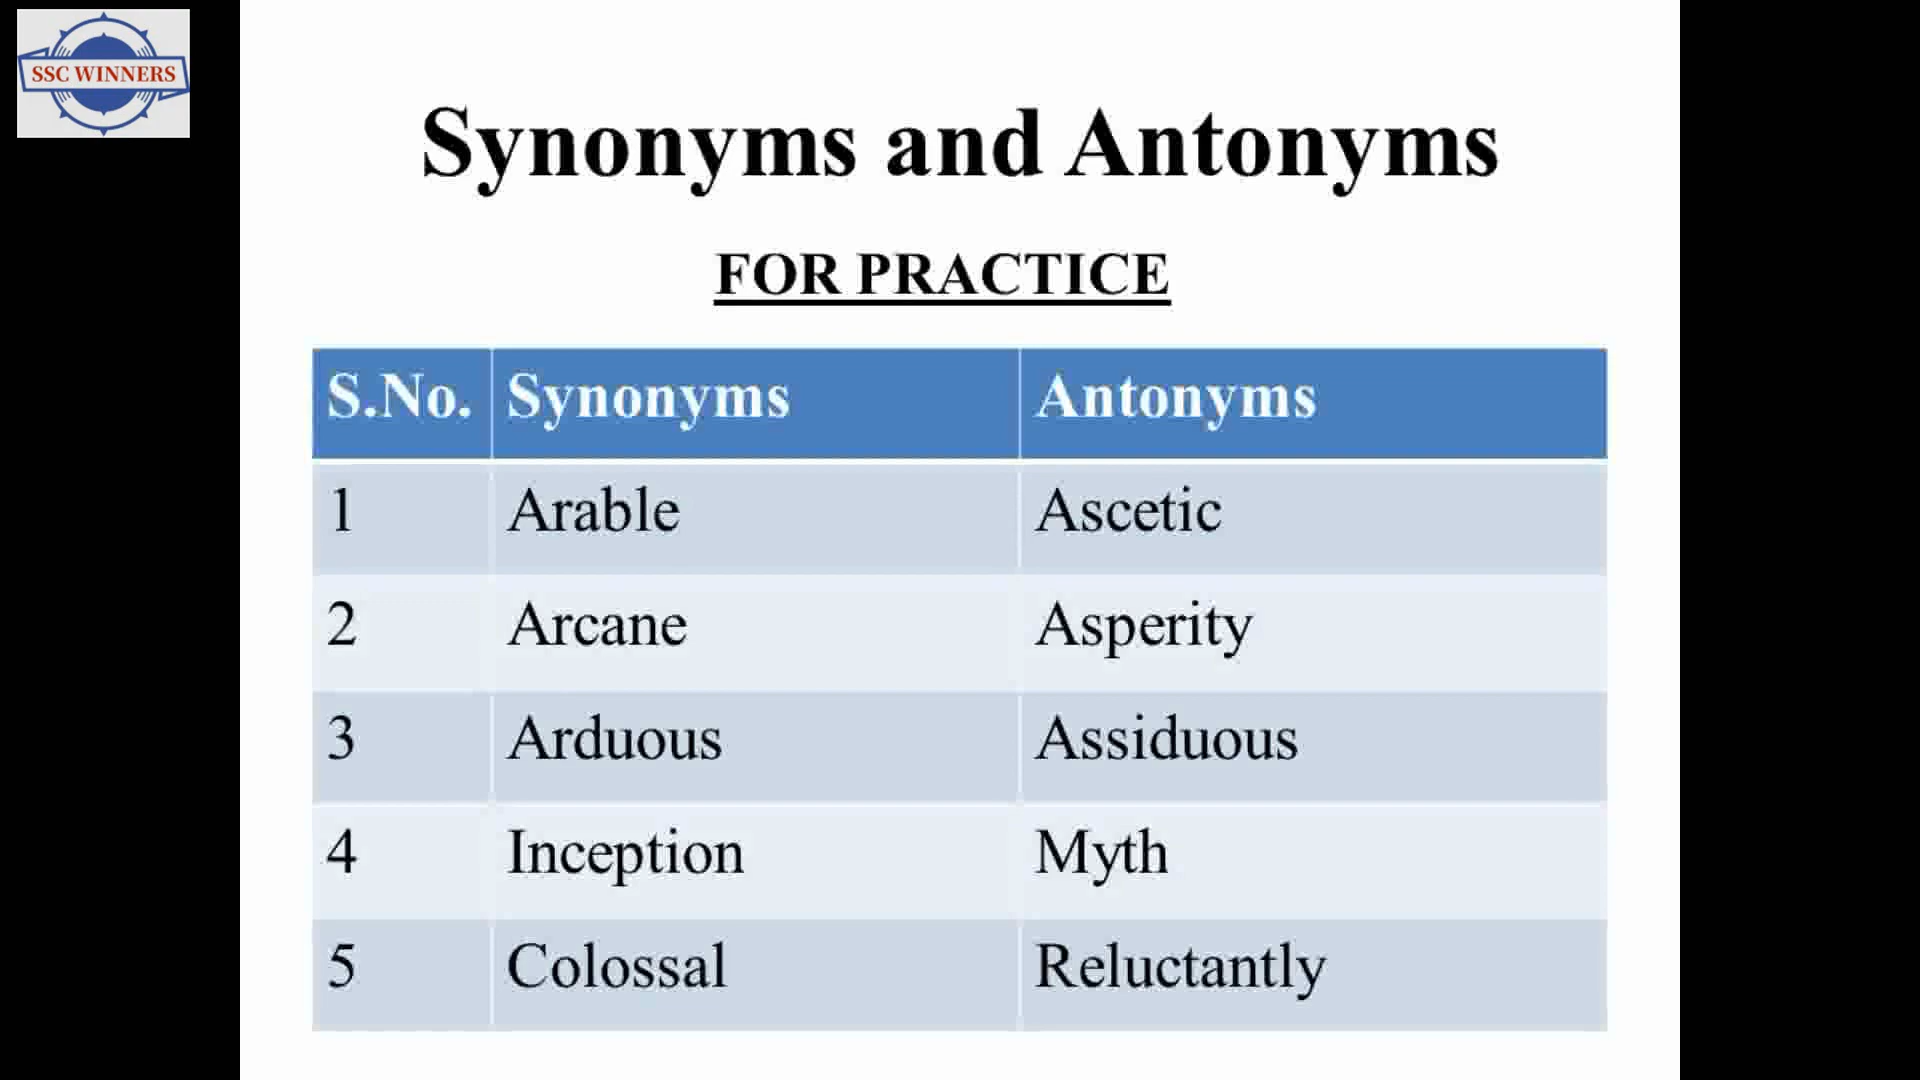 SSC WINNERS
Synonyms and Antonyms
FOR PRACTICE
S.No. Synonyms Antonyms
1 Arable Ascetic
2 Arcane Asperity
3 Arduous Assiduous
4 Inception Myth
5 Colossal Reluctantly